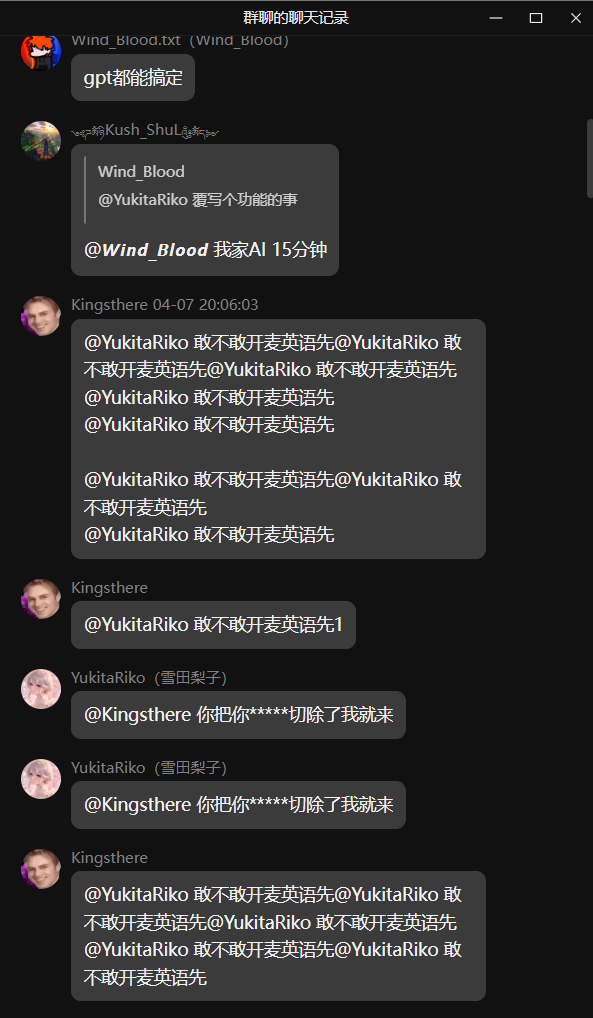 群聊的聊天记录
Wind_Blood.txt（Wind_Blood）
gpt都能搞定
Kush_ShuL
Wind_Blood
@YukitaRiko 覆写个功能的事
@Wind_Blood 我家AI 15分钟
Kingsthere 04-07 20:06:03
@YukitaRiko 敢不敢开麦英语先@YukitaRiko 敢
不敢开麦英语先@YukitaRiko 敢不敢开麦英语先
@YukitaRiko 敢不敢开麦英语先
@YukitaRiko 敢不敢开麦英语先
@YukitaRiko 敢不敢开麦英语先@YukitaRiko 敢
不敢开麦英语先
@YukitaRiko 敢不敢开麦英语先
Kingsthere
@YukitaRiko 敢不敢开麦英语先1
YukitaRiko（雪田梨子）
@Kingsthere 你把你*****切除了我就来
YukitaRiko（雪田梨子）
@Kingsthere 你把你*****切除了我就来
Kingsthere
@YukitaRiko 敢不敢开麦英语先@YukitaRiko 敢
不敢开麦英语先@YukitaRiko 敢不敢开麦英语先
@YukitaRiko 敢不敢开麦英语先@YukitaRiko 敢
不敢开麦英语先